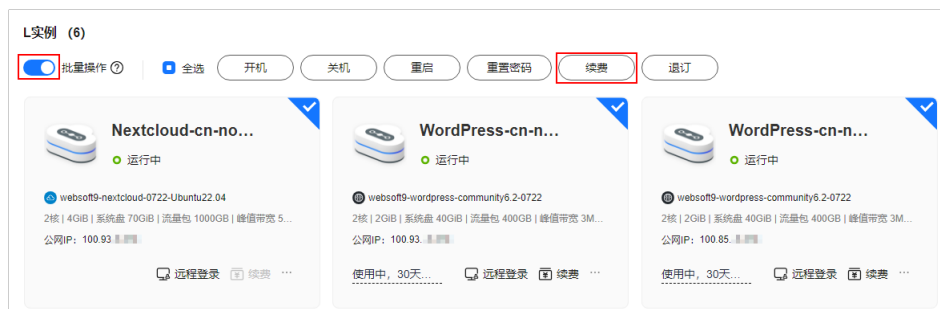 L实例 (6)
批量操作 全选 开机 关机 重启 重置密码 续费 退订
Nextcloud-cn-no...
运行中
websoft9-nextcloud-0722-Ubuntu22.04
2核 | 4GiB | 系统盘 70GiB | 流量包 1000GB | 峰值带宽 5...
公网IP: 100.93.
远程登录 续费 ...
WordPress-cn-n...
运行中
websoft9-wordpress-community6.2-0722
2核 | 2GiB | 系统盘 40GiB | 流量包 400GB | 峰值带宽 3M...
公网IP: 100.93.
使用中，30天... 远程登录 续费 ...
WordPress-cn-n...
运行中
websoft9-wordpress-community6.2-0722
2核 | 2GiB | 系统盘 40GiB | 流量包 400GB | 峰值带宽 3M...
公网IP: 100.85.
使用中，30天... 远程登录 续费 ...